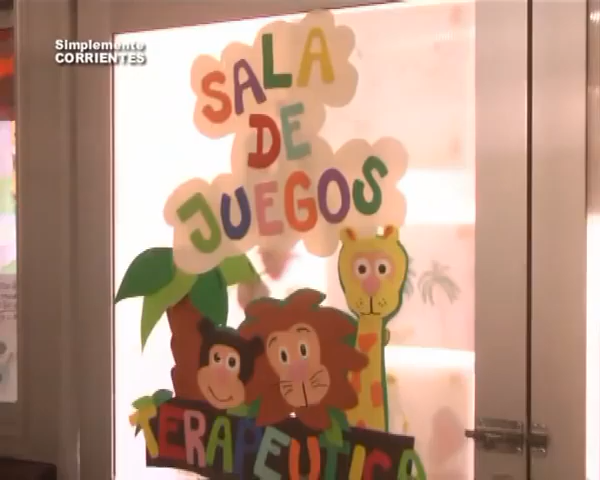 Simplemente
CORRIENTES
SALA
DE
JUEGOS
TERAPEUTICA